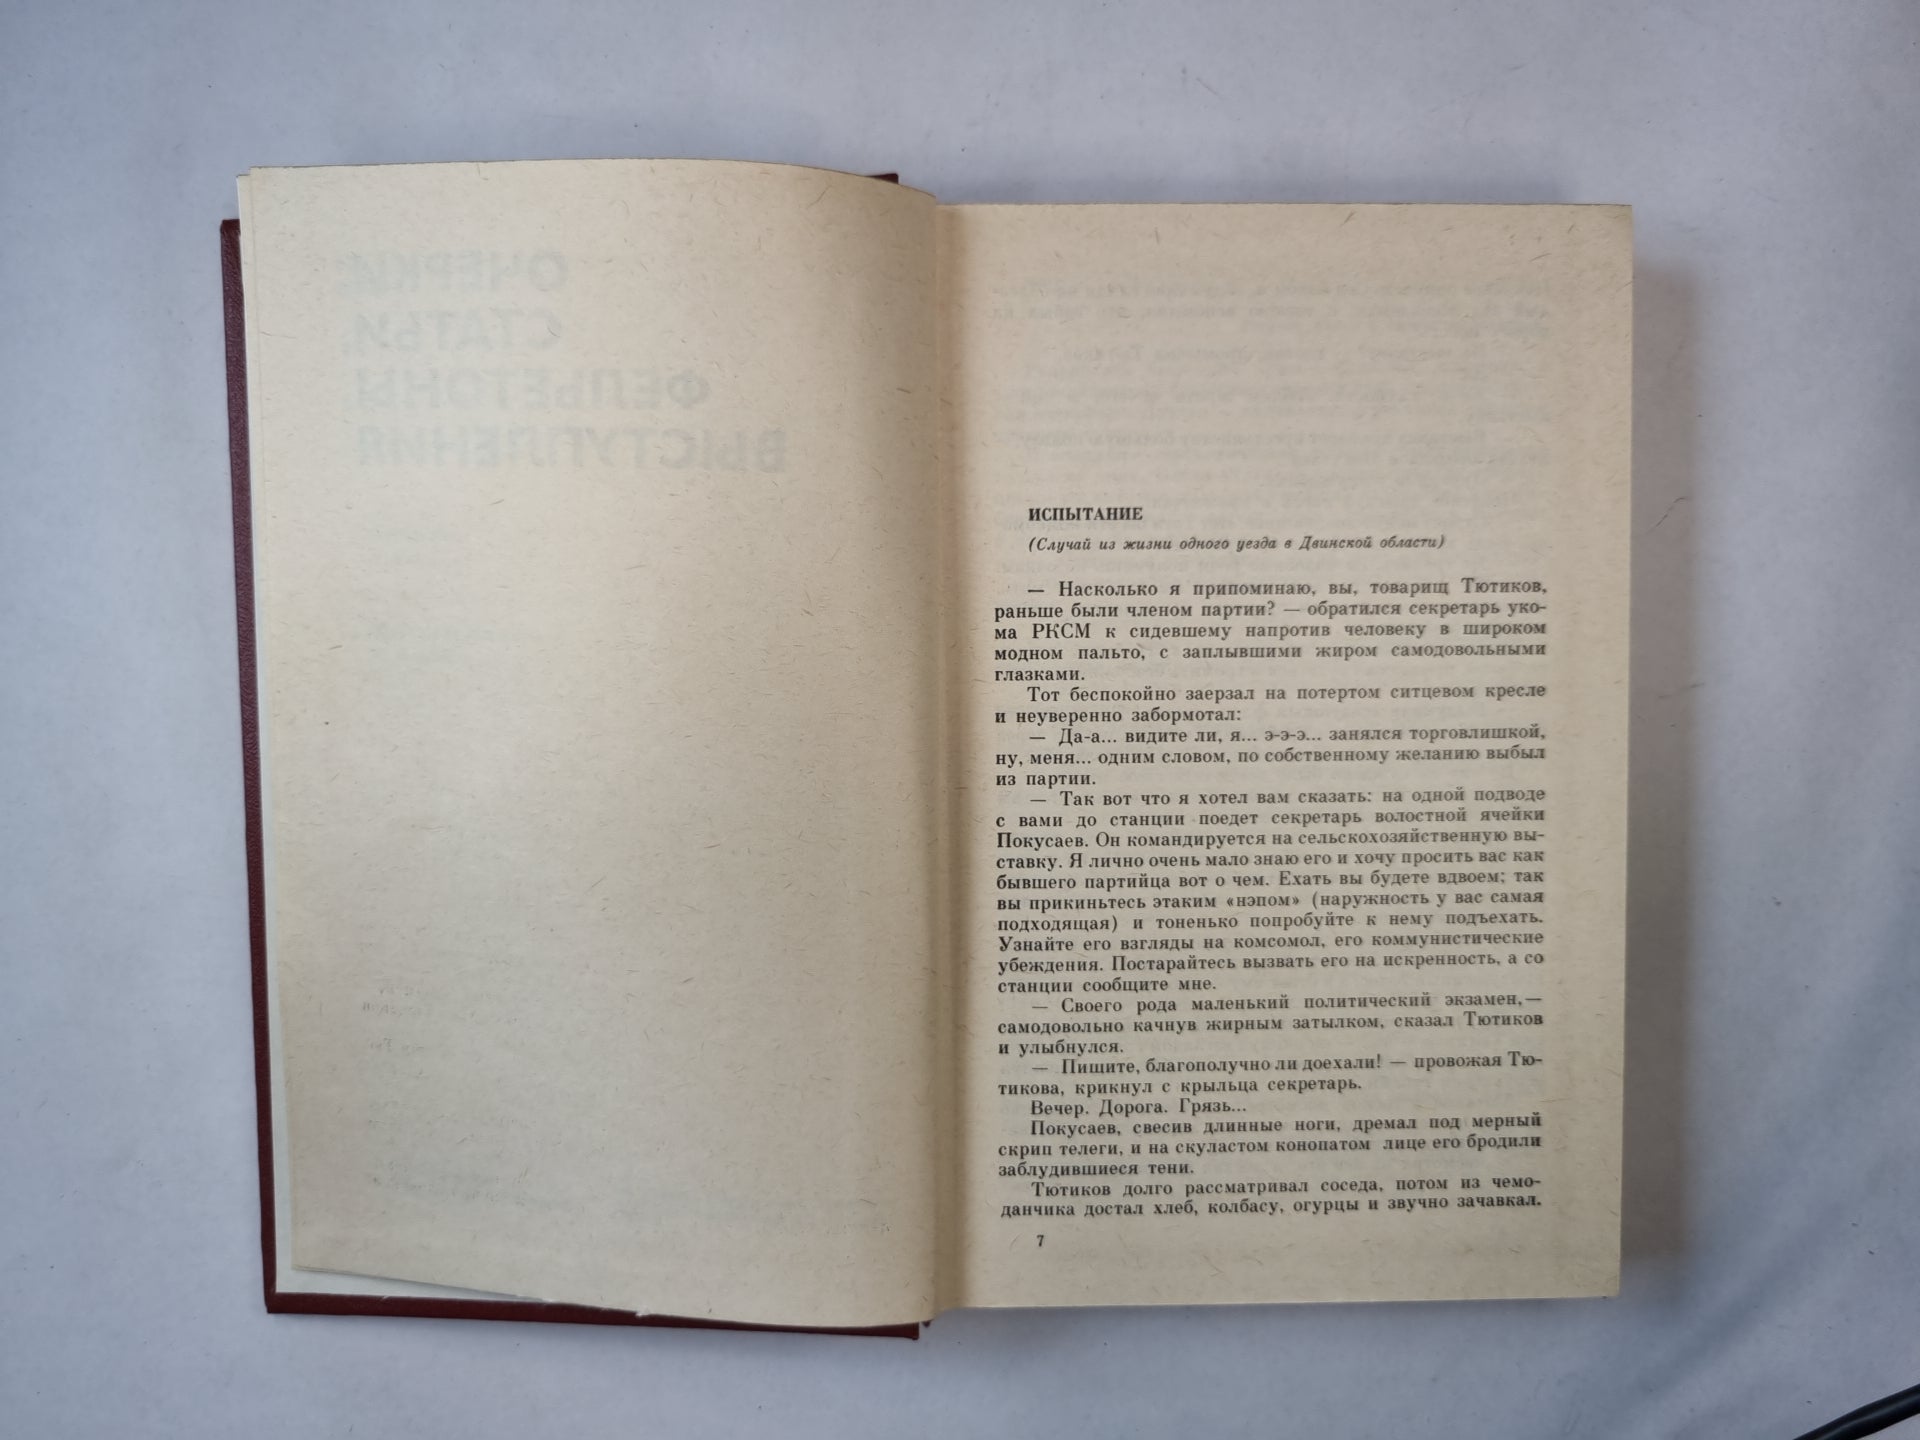 ОЧЕРКИ,
СТАТЬИ,
ФЕЛЬЕТОНЫ,
ВЫСТУПЛЕНИЯ
ИСПЫТАНИЕ
(Случай из жизни одного уезда в Двинской области)
— Насколько я припоминаю, вы, товарищ Тютиков,
раньше были членом партии? — обратился секретарь уко-
ма РКСМ к сидевшему напротив человеку в широком
модном пальто, с заплывшими жиром самодовольными
глазками.
Тот беспокойно заерзал на потертом ситцевом кресле
и неуверенно забормотал:
— Да-а... видите ли, я... э-э-э... занялся торговлишкой,
ну, меня... одним словом, по собственному желанию выбыл
из партии.
— Так вот что я хотел вам сказать: на одной подводе
с вами до станции поедет секретарь волостной ячейки
Покусаев. Он командируется на сельскохозяйственную вы-
ставку. Я лично очень мало знаю его и хочу просить вас как
бывшего партийца вот о чем. Ехать вы будете вдвоем; так
вы прикиньтесь этаким «нэпом» (наружность у вас самая
подходящая) и тоненько попробуйте к нему подъехать.
Узнайте его взгляды на комсомол, его коммунистические
убеждения. Постарайтесь вызвать его на искренность, а со
станции сообщите мне.
— Своего рода маленький политический экзамен,—
самодовольно качнув жирным затылком, сказал Тютиков
и улыбнулся.
— Пишите, благополучно ли доехали! — провожая Тю-
тикова, крикнул с крыльца секретарь.
Вечер. Дорога. Грязь...
Покусаев, свесив длинные ноги, дремал под мерный
скрип телеги, и на скуластом конопатом лице его бродили
заблудившиеся тени.
Тютиков долго рассматривал соседа, потом из чемо-
данчика достал хлеб, колбасу, огурцы и звучно зачавкал.
7